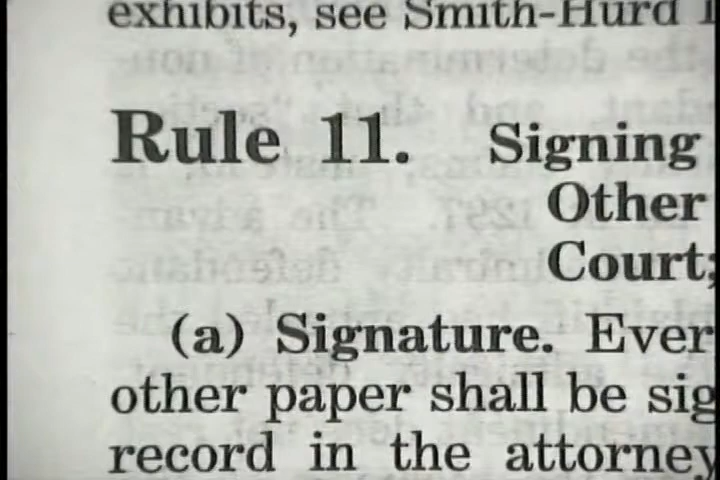 exhibits, see Smith-Hurd
Rule 11. Signing
Other
Court;
(a) Signature. Ever
other paper shall be sig
record in the attorney